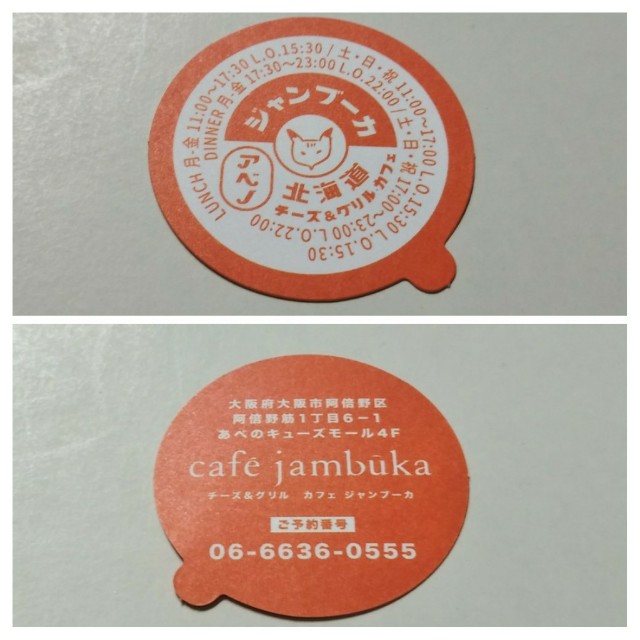 LUNCH 月-金 11:00〜17:30 L.O.15:30 / 土・日・祝 11:00〜17:00 L.O.15:30 L.O.15:30
DINNER 月-金 17:30〜23:00 L.O.22:00 / 土・日・祝 17:00〜23:00 L.O.22:00
ジャンブーカ
アベノ
北海道
チーズ&グリルカフェ
大阪府大阪市阿倍野区
阿倍野筋1丁目6-1
あべのキューズモール4F
café jambūka
チーズ&グリル カフェ ジャンブーカ
ご予約番号
06-6636-0555